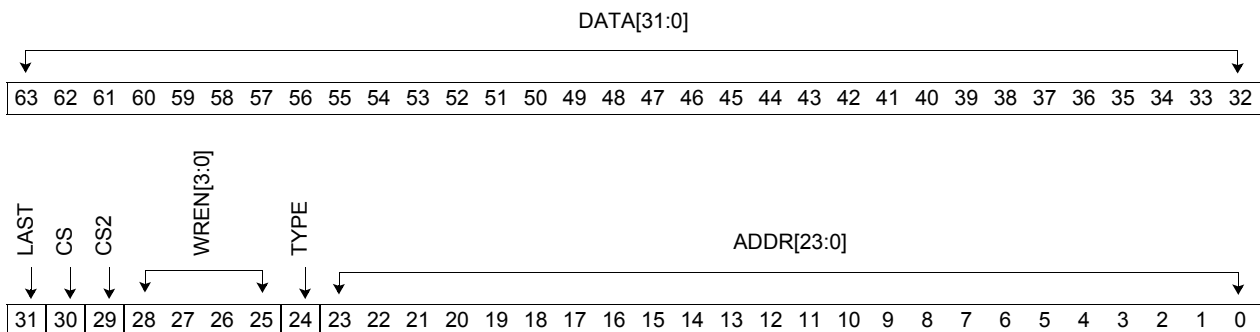 DATA[31:0]
63 62 61 60 59 58 57 56 55 54 53 52 51 50 49 48 47 46 45 44 43 42 41 40 39 38 37 36 35 34 33 32
LAST
CS
CS2
WREN[3:0]
TYPE
ADDR[23:0]
31 30 29 28 27 26 25 24 23 22 21 20 19 18 17 16 15 14 13 12 11 10 9 8 7 6 5 4 3 2 1 0